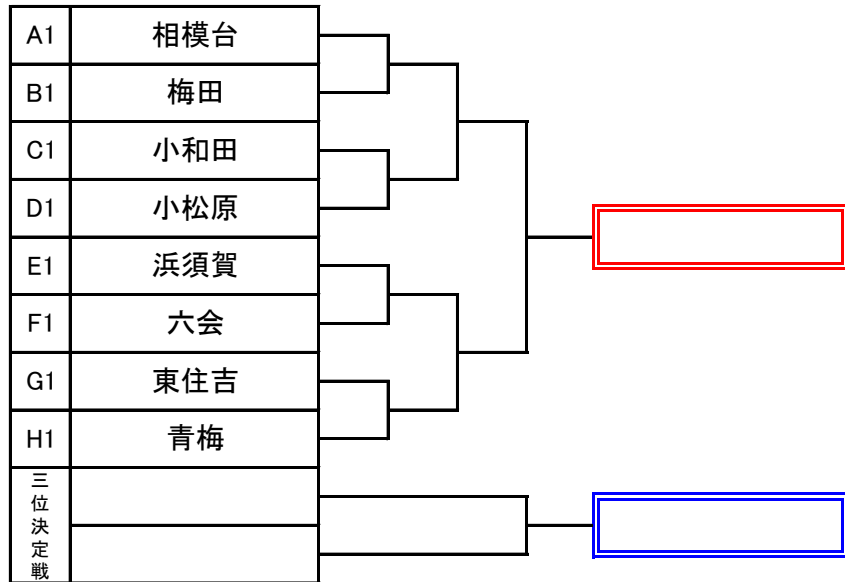 A1 相模台
B1 梅田
C1 小和田
D1 小松原
E1 浜須賀
F1 六会
G1 東住吉
H1 青梅
三位決定戦